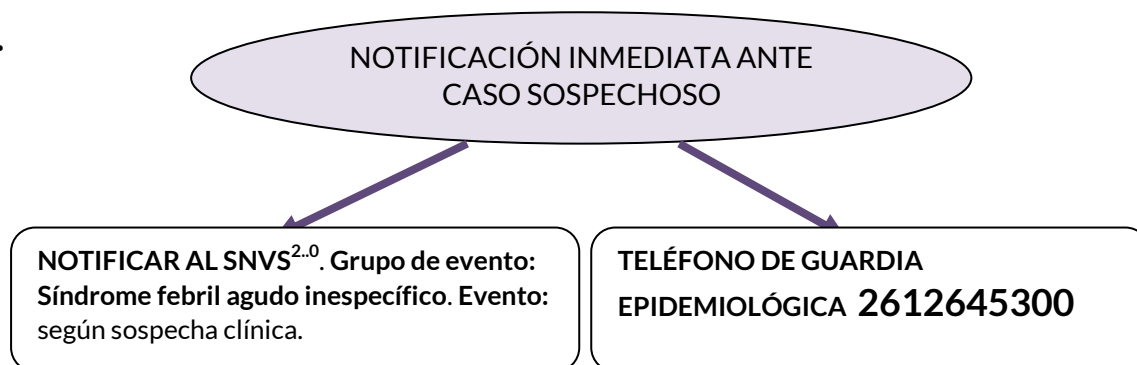 NOTIFICACIÓN INMEDIATA ANTE
CASO SOSPECHOSO
NOTIFICAR AL SNVS2..0. Grupo de evento:
Síndrome febril agudo inespecífico. Evento:
según sospecha clínica.
TELÉFONO DE GUARDIA
EPIDEMIOLÓGICA 2612645300